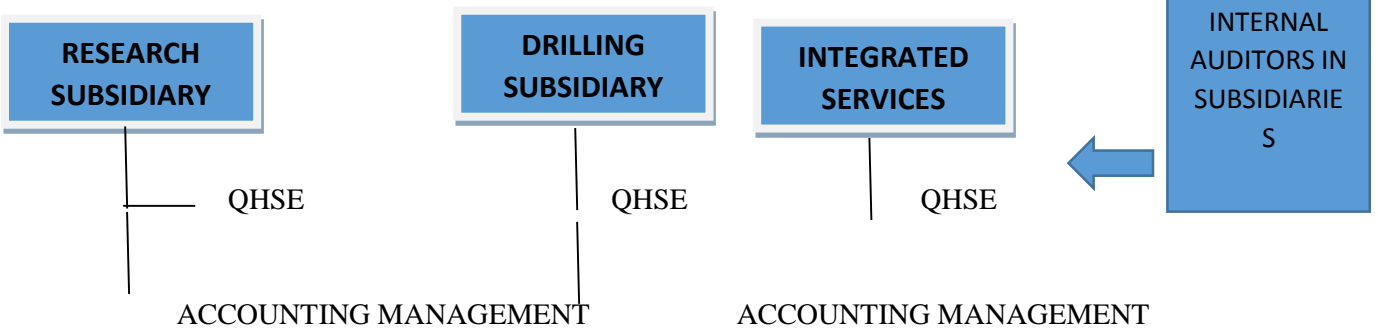 RESEARCH
SUBSIDIARY
DRILLING
SUBSIDIARY
INTEGRATED
SERVICES
INTERNAL
AUDITORS IN
SUBSIDIARIE
S
QHSE
QHSE
QHSE
ACCOUNTING MANAGEMENT
ACCOUNTING MANAGEMENT